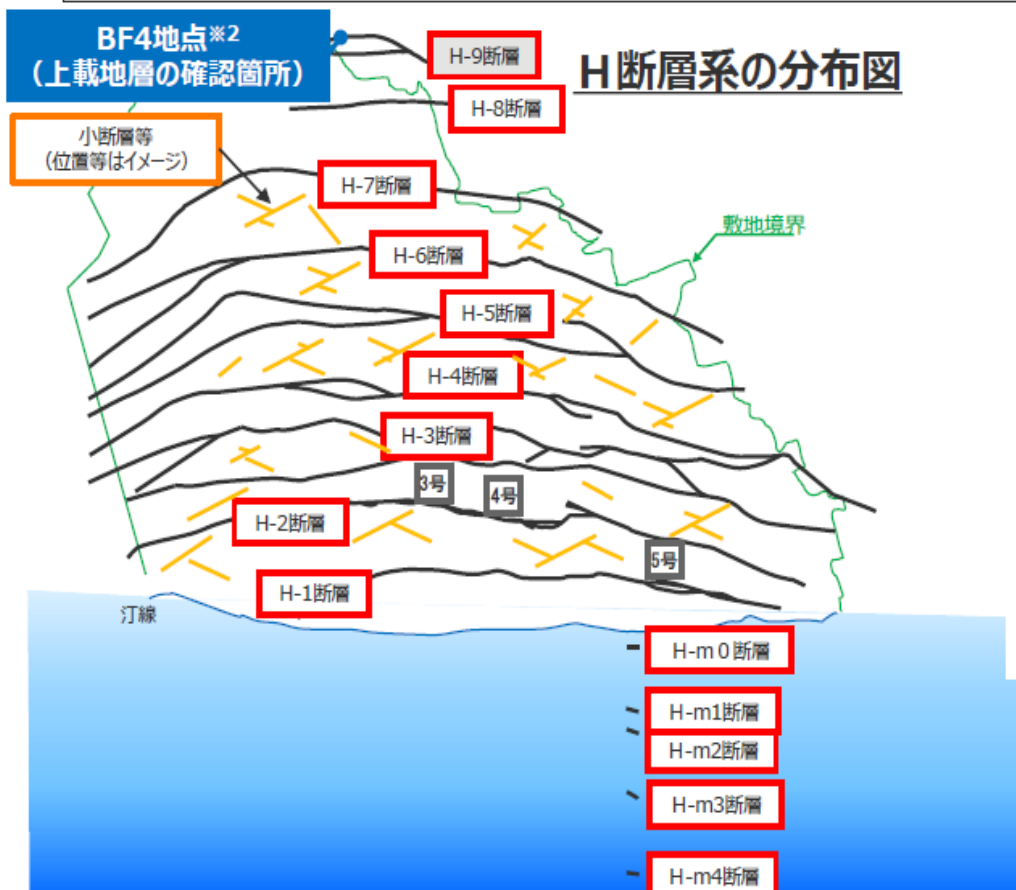 BF4地点※2
（上載地層の確認箇所）
H断層系の分布図
H-9断層
H-8断層
小断層等
（位置等はイメージ）
H-7断層
敷地境界
H-6断層
H-5断層
H-4断層
H-3断層
3号
4号
H-2断層
5号
H-1断層
汀線
H-m０断層
H-m1断層
H-m2断層
H-m3断層
H-m4断層